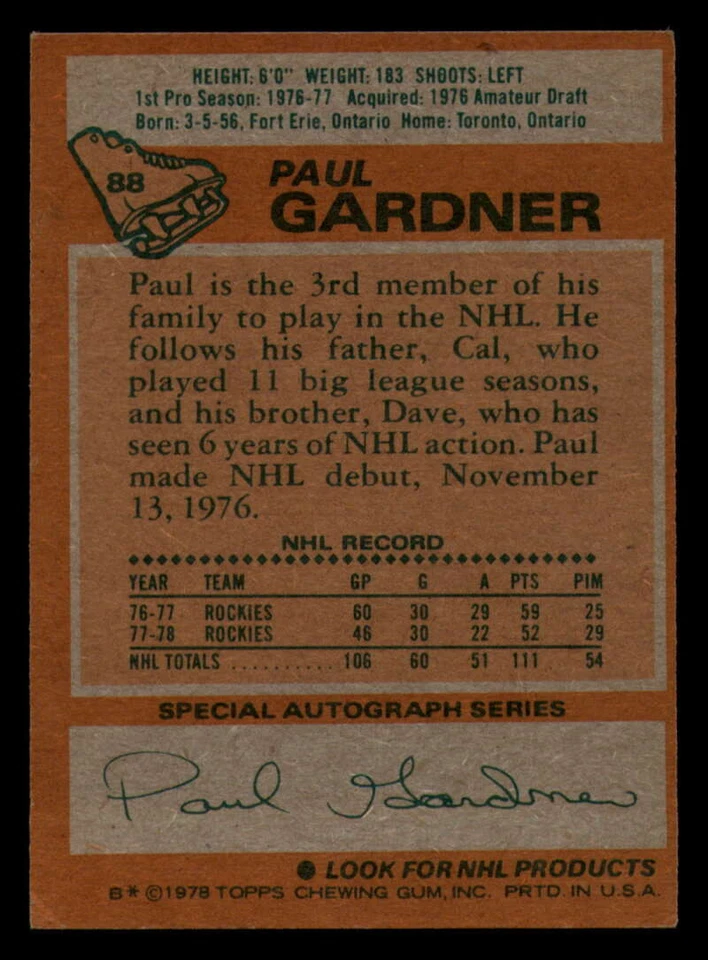 HEIGHT: 6'0" WEIGHT: 183 SHOOTS: LEFT
1st Pro Season: 1976-77 Acquired: 1976 Amateur Draft
Born: 3-5-56, Fort Erie, Ontario Home: Toronto, Ontario
88
PAUL
GARDNER
Paul is the 3rd member of his
family to play in the NHL. He
follows his father, Cal, who
played 11 big league seasons,
and his brother, Dave, who has
seen 6 years of NHL action. Paul
made NHL debut, November
13, 1976.
NHL RECORD
YEAR TEAM GP G A PTS PIM
76-77 ROCKIES 60 30 29 59 25
77-78 ROCKIES 46 30 22 52 29
NHL TOTALS .......... 106 60 51 111 54
SPECIAL AUTOGRAPH SERIES
Paul Gardner
● LOOK FOR NHL PRODUCTS
B* ©1978 TOPPS CHEWING GUM, INC. PRTD. IN U.S.A.